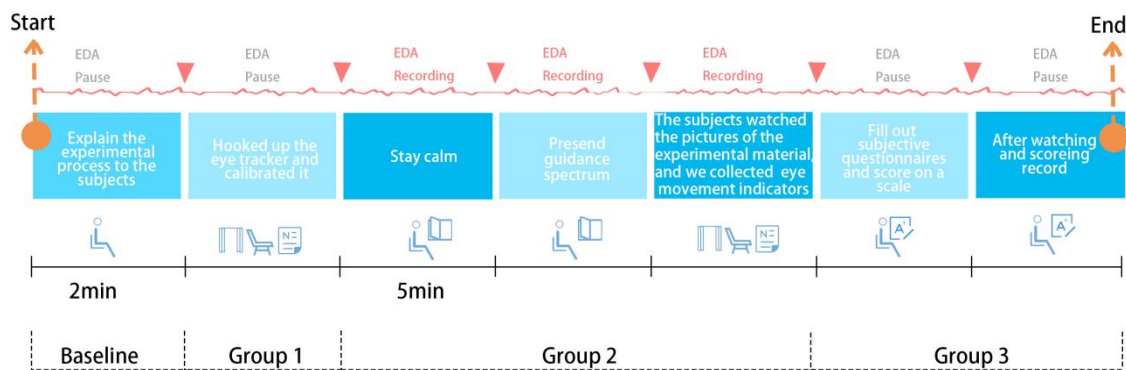 Start
End
EDA
Pause
EDA
Pause
EDA
Recording
EDA
Recording
EDA
Recording
EDA
Pause
EDA
Pause
Explain the
experimental
process to the
subjects
Hooked up the
eye tracker and
calibrated it
Stay calm
Presend
guidance
spectrum
The subjects watched
the pictures of the
experimental material,
and we collected eye
movement indicators
Fill out
subjective
questionnaires
and score on a
scale
After watching
and scoreing
record
N
A
A
2min
5min
Baseline
Group 1
Group 2
Group 3